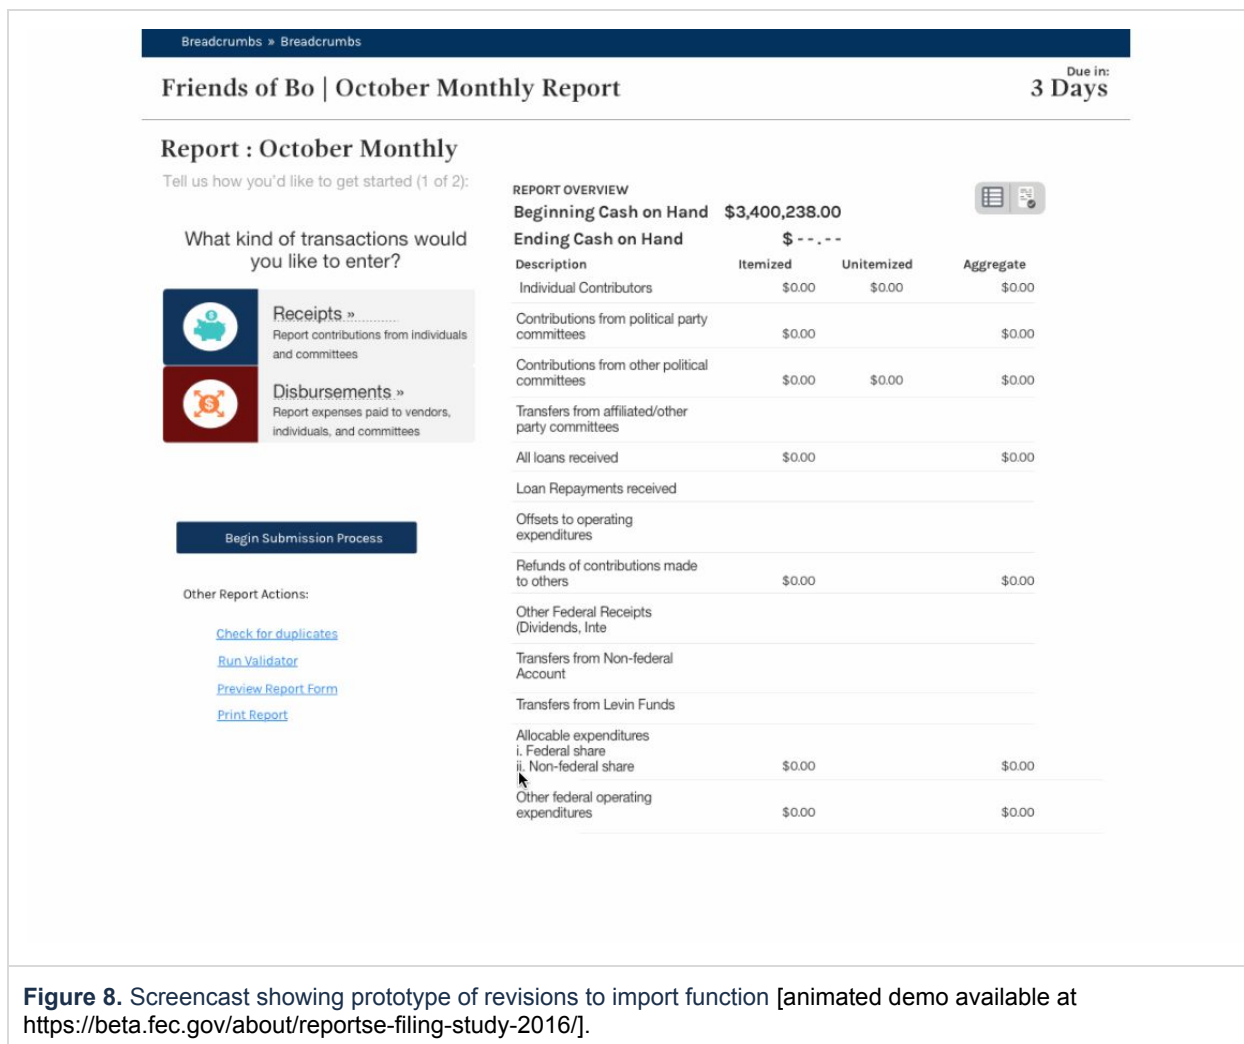 Breadcrumbs » Breadcrumbs
Friends of Bo | October Monthly Report
Due in:
3 Days
Report : October Monthly
Tell us how you'd like to get started (1 of 2):
What kind of transactions would
you like to enter?
Receipts »
Report contributions from individuals
and committees
Disbursements »
Report expenses paid to vendors,
individuals, and committees
Begin Submission Process
Other Report Actions:
Check for duplicates
Run Validator
Preview Report Form
Print Report
REPORT OVERVIEW
Beginning Cash on Hand $3,400,238.00
Ending Cash on Hand $ --.--
Description Itemized Unitemized Aggregate
Individual Contributors $0.00 $0.00 $0.00
Contributions from political party
committees $0.00 $0.00
Contributions from other political
committees $0.00 $0.00 $0.00
Transfers from affiliated/other
party committees
All loans received $0.00 $0.00
Loan Repayments received
Offsets to operating
expenditures
Refunds of contributions made
to others $0.00 $0.00
Other Federal Receipts
(Dividends, Inte
Transfers from Non-federal
Account
Transfers from Levin Funds
Allocable expenditures
i. Federal share
ii. Non-federal share $0.00 $0.00
Other federal operating
expenditures $0.00 $0.00
Figure 8. Screencast showing prototype of revisions to import function [animated demo available at
https://beta.fec.gov/about/reportse-filing-study-2016/].